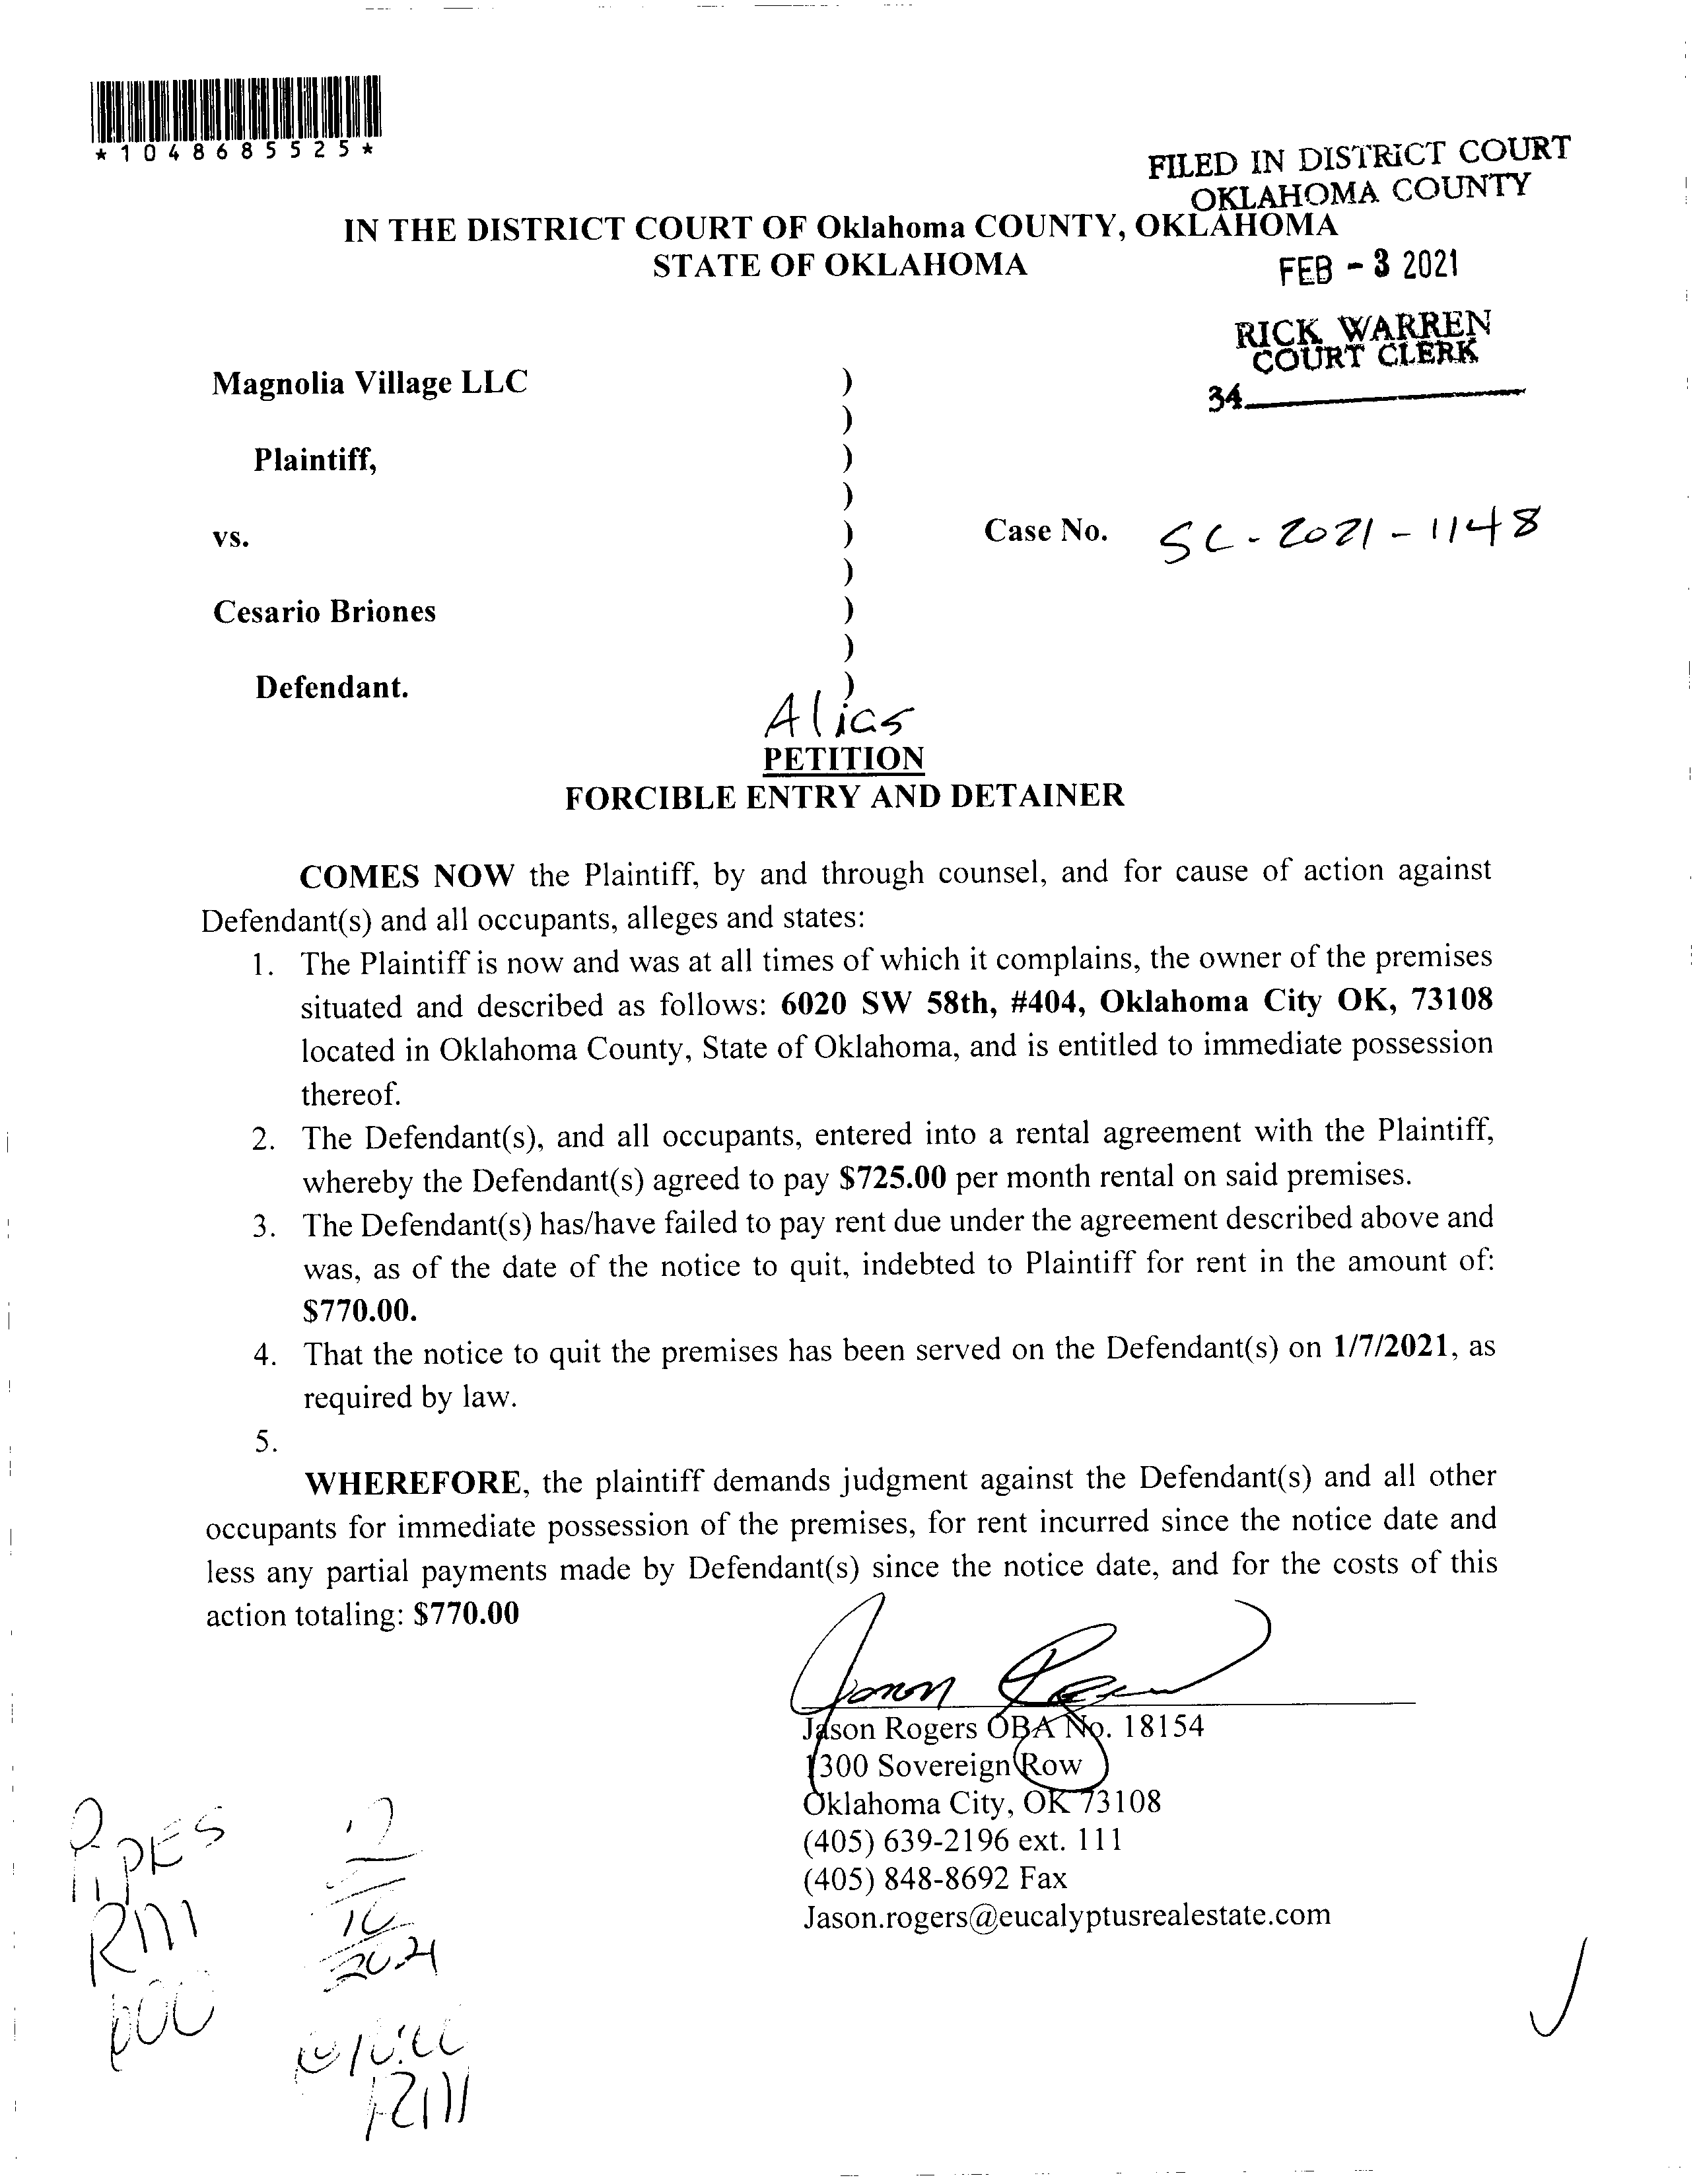 *1048685525*
FILED IN DISTRICT COURT
OKLAHOMA COUNTY
IN THE DISTRICT COURT OF Oklahoma COUNTY, OKLAHOMA
STATE OF OKLAHOMA
FEB - 3 2021
RICK WARREN
COURT CLERK
34
Magnolia Village LLC )
)
Plaintiff, )
)
vs. ) Case No. SC-2021-1148
)
Cesario Briones )
)
Defendant. )
Alias
PETITION
FORCIBLE ENTRY AND DETAINER
COMES NOW the Plaintiff, by and through counsel, and for cause of action against
Defendant(s) and all occupants, alleges and states:
1. The Plaintiff is now and was at all times of which it complains, the owner of the premises
situated and described as follows: 6020 SW 58th, #404, Oklahoma City OK, 73108
located in Oklahoma County, State of Oklahoma, and is entitled to immediate possession
thereof.
2. The Defendant(s), and all occupants, entered into a rental agreement with the Plaintiff,
whereby the Defendant(s) agreed to pay $725.00 per month rental on said premises.
3. The Defendant(s) has/have failed to pay rent due under the agreement described above and
was, as of the date of the notice to quit, indebted to Plaintiff for rent in the amount of:
$770.00.
4. That the notice to quit the premises has been served on the Defendant(s) on 1/7/2021, as
required by law.
5.
WHEREFORE, the plaintiff demands judgment against the Defendant(s) and all other
occupants for immediate possession of the premises, for rent incurred since the notice date and
less any partial payments made by Defendant(s) since the notice date, and for the costs of this
action totaling: $770.00
Jason Rogers OBA No. 18154
1300 Sovereign Row
Oklahoma City, OK 73108
(405) 639-2196 ext. 111
(405) 848-8692 Fax
Jason.rogers@eucalyptusrealestate.com